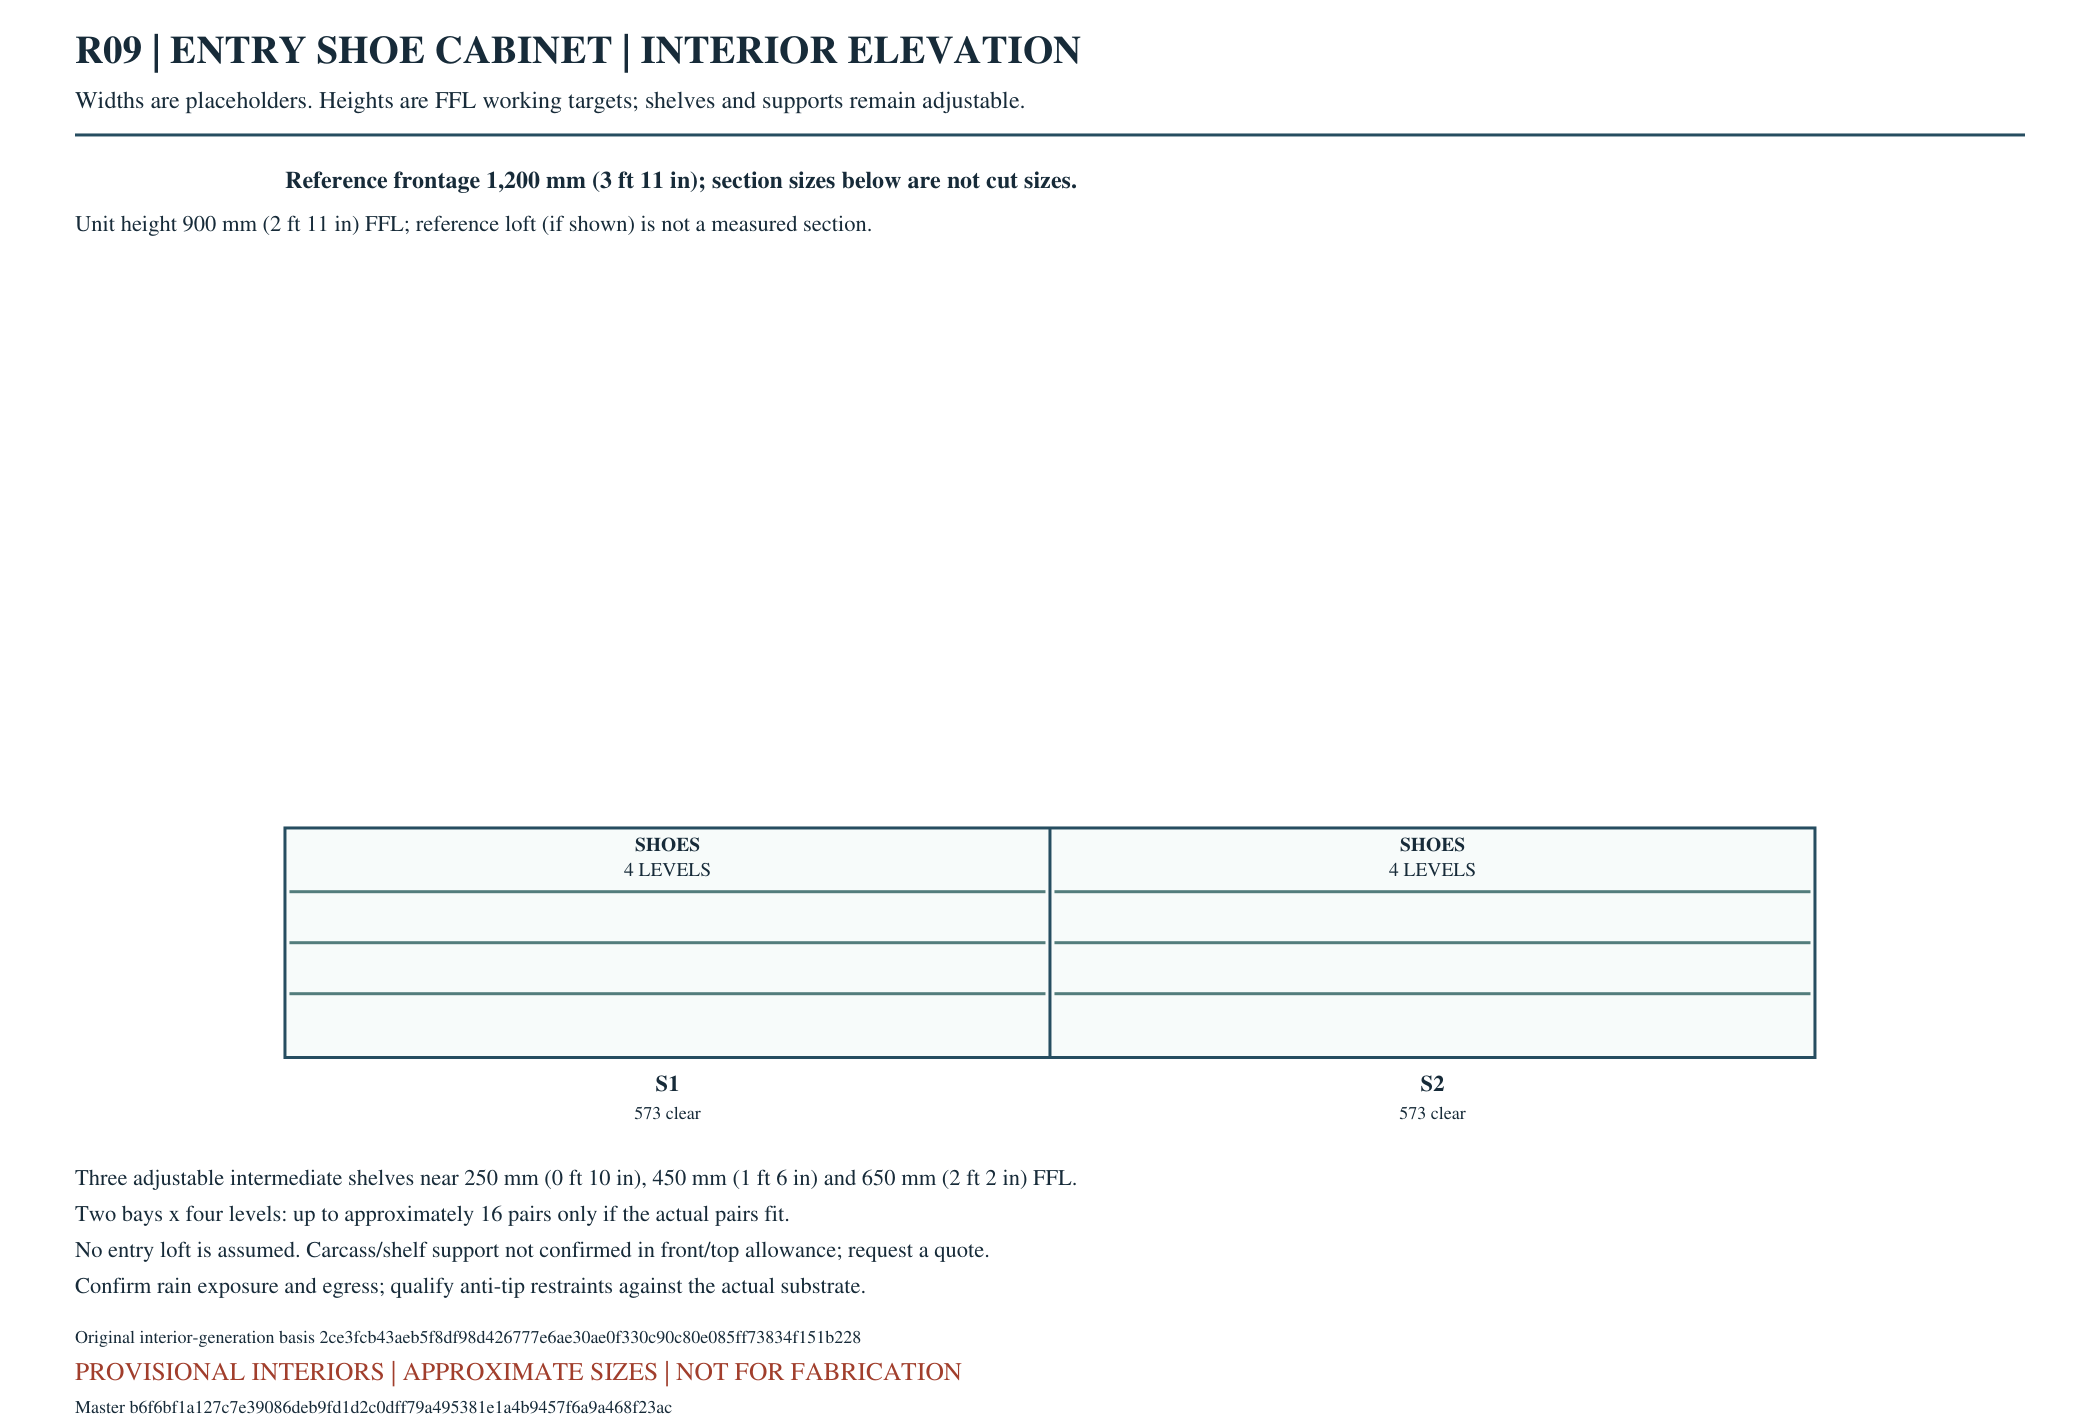 R09 | ENTRY SHOE CABINET | INTERIOR ELEVATION
Widths are placeholders. Heights are FFL working targets; shelves and supports remain adjustable.
Reference frontage 1,200 mm (3 ft 11 in); section sizes below are not cut sizes.
Unit height 900 mm (2 ft 11 in) FFL; reference loft (if shown) is not a measured section.
SHOES
4 LEVELS
SHOES
4 LEVELS
S1
573 clear
S2
573 clear
Three adjustable intermediate shelves near 250 mm (0 ft 10 in), 450 mm (1 ft 6 in) and 650 mm (2 ft 2 in) FFL.
Two bays x four levels: up to approximately 16 pairs only if the actual pairs fit.
No entry loft is assumed. Carcass/shelf support not confirmed in front/top allowance; request a quote.
Confirm rain exposure and egress; qualify anti-tip restraints against the actual substrate.
Original interior-generation basis 2ce3fcb43aeb5f8df98d426777e6ae30ae0f330c90c80e085ff73834f151b228
PROVISIONAL INTERIORS | APPROXIMATE SIZES | NOT FOR FABRICATION
Master b6f6bf1a127c7e39086deb9fd1d2c0dff79a495381e1a4b9457f6a9a468f23ac